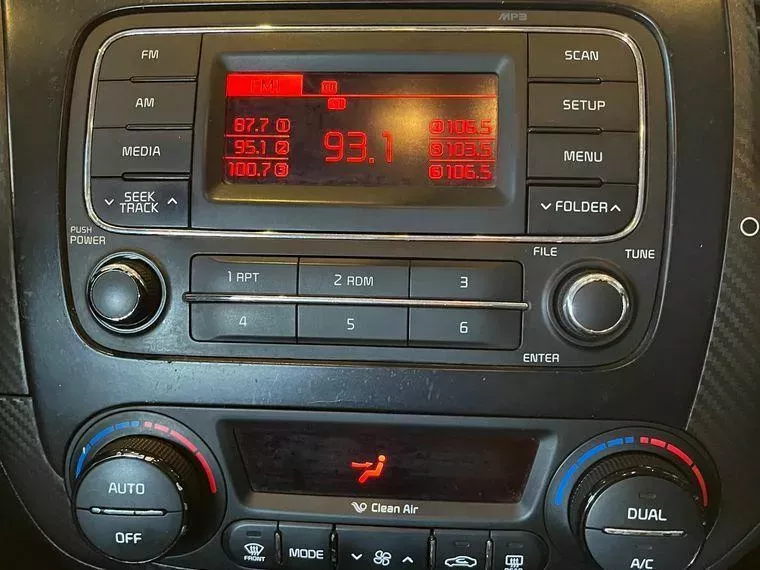 MP3
FM
SCAN
FM1
AM
SETUP
87.7 1
4 106.5
95.1 2
93.1
5 103.5
100.7 3
6 106.5
MEDIA
MENU
SEEK
TRACK
FOLDER
PUSH
POWER
FILE
TUNE
1 RPT
2 RDM
3
4
5
6
ENTER
AUTO
OFF
Clean Air
DUAL
A/C
FRONT
MODE
REAR